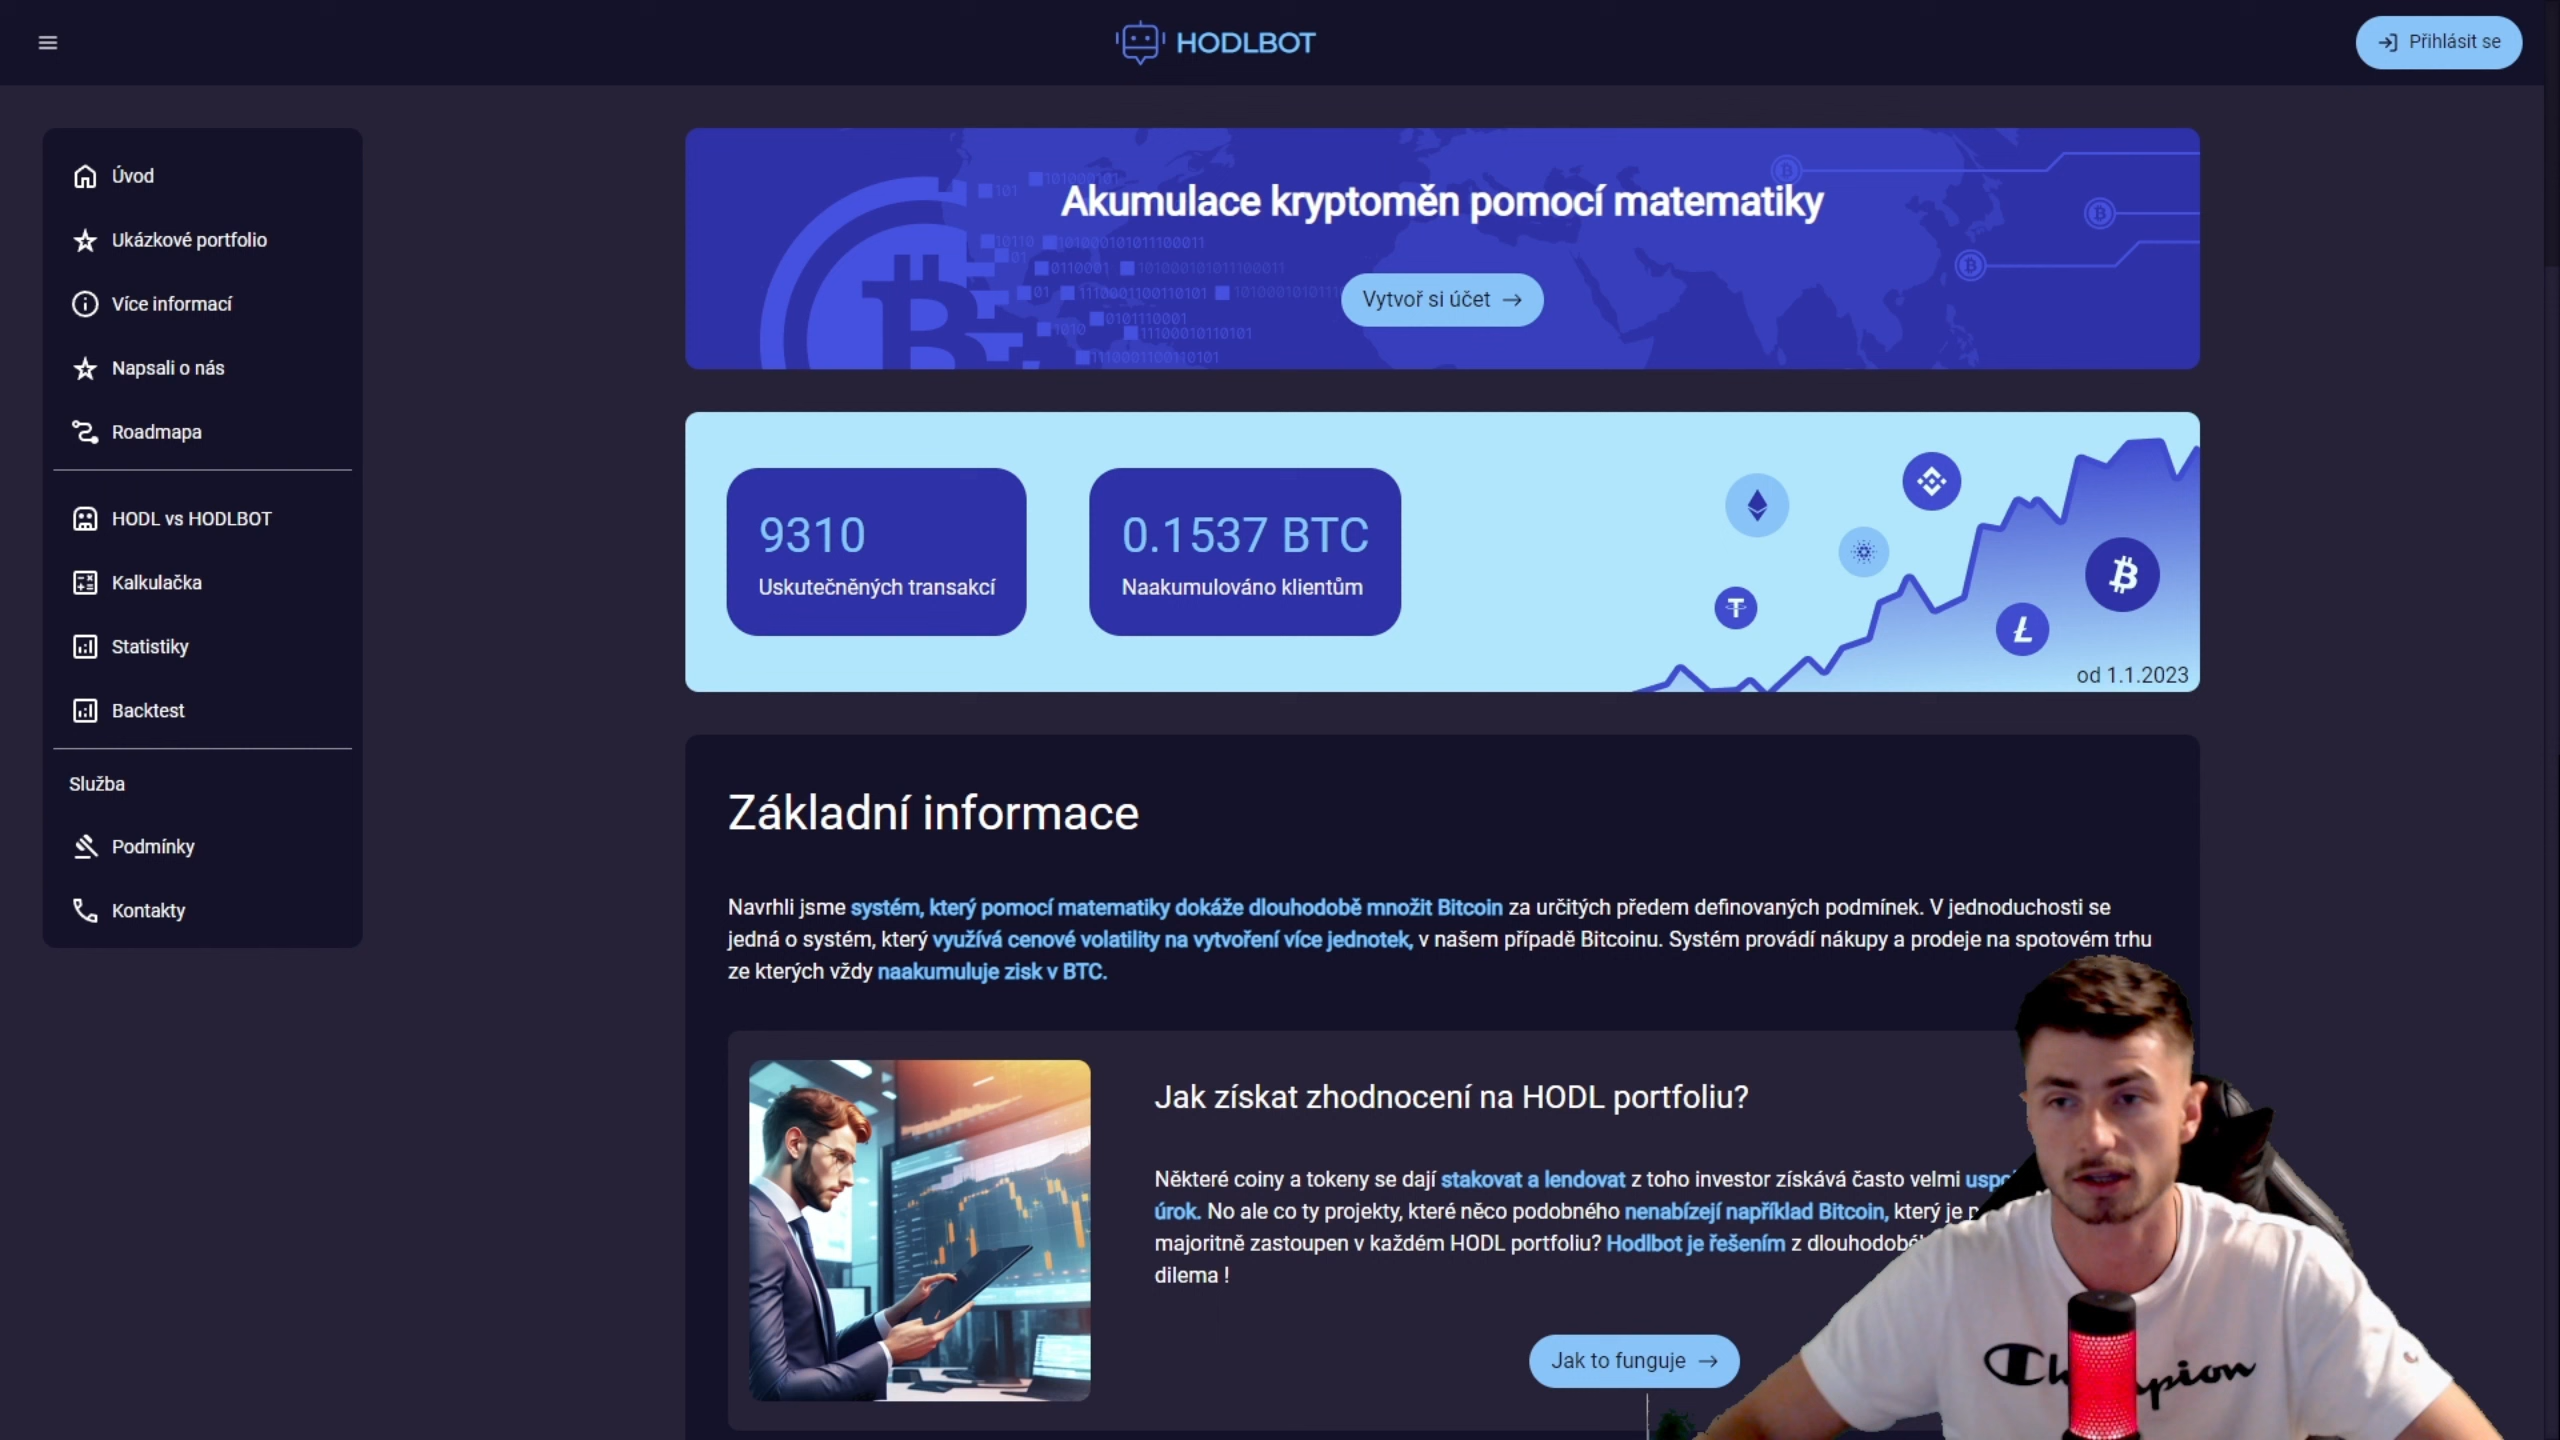 HODLBOT
Přihlásit se
Úvod
Ukázkové portfolio
Více informací
Napsali o nás
Roadmapa
HODL vs HODLBOT
Kalkulačka
Statistiky
Backtest
Služba
Podmínky
Kontakty
Akumulace kryptoměn pomocí matematiky
Vytvoř si účet
9310
Uskutečněných transakcí
0.1537 BTC
Naakumulováno klientům
od 1.1.2023
Základní informace
Navrhli jsme systém, který pomocí matematiky dokáže dlouhodobě množit Bitcoin za určitých předem definovaných podmínek. V jednoduchosti se
jedná o systém, který využívá cenové volatility na vytvoření více jednotek, v našem případě Bitcoinu. Systém provádí nákupy a prodeje na spotovém trhu
ze kterých vždy naakumuluje zisk v BTC.
Jak získat zhodnocení na HODL portfoliu?
Některé coiny a tokeny se dají stakovat a lendovat z toho investor získává často velmi
úrok. No ale co ty projekty, které něco podobného nenabízejí například Bitcoin, který je
majoritně zastoupen v každém HODL portfoliu? Hodlbot je řešením z
dilema !
Jak to funguje